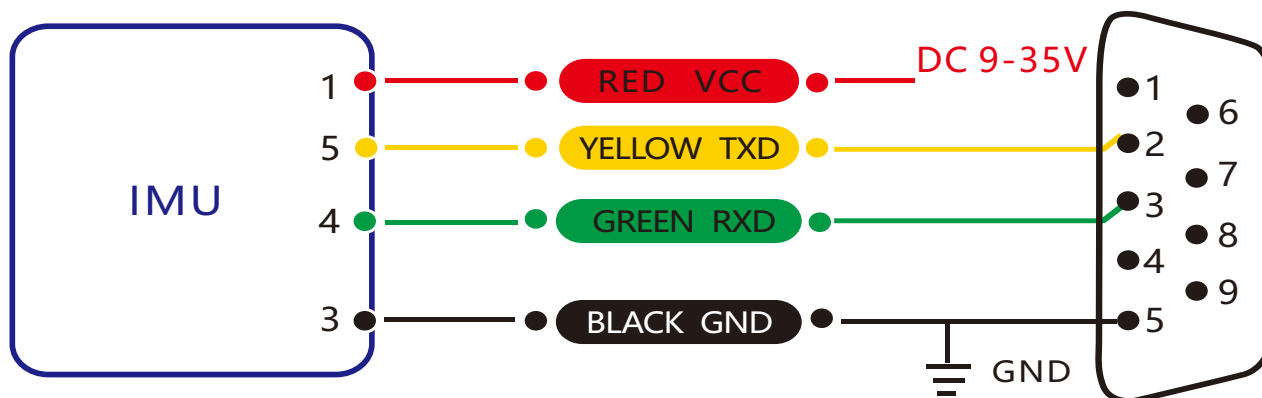 DC 9-35V
1 RED VCC 1
6
5 YELLOW TXD 2
7
IMU
4 GREEN RXD 3
8
4
9
3 BLACK GND 5
GND